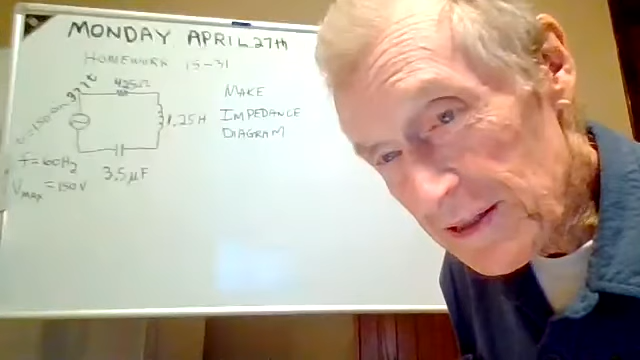 MONDAY APRIL 27th
HOMEWORK 15-31
425Ω
MAKE
IMPEDANCE
DIAGRAM
1.25H
f=60Hz
3.5μF
VMAX =150V